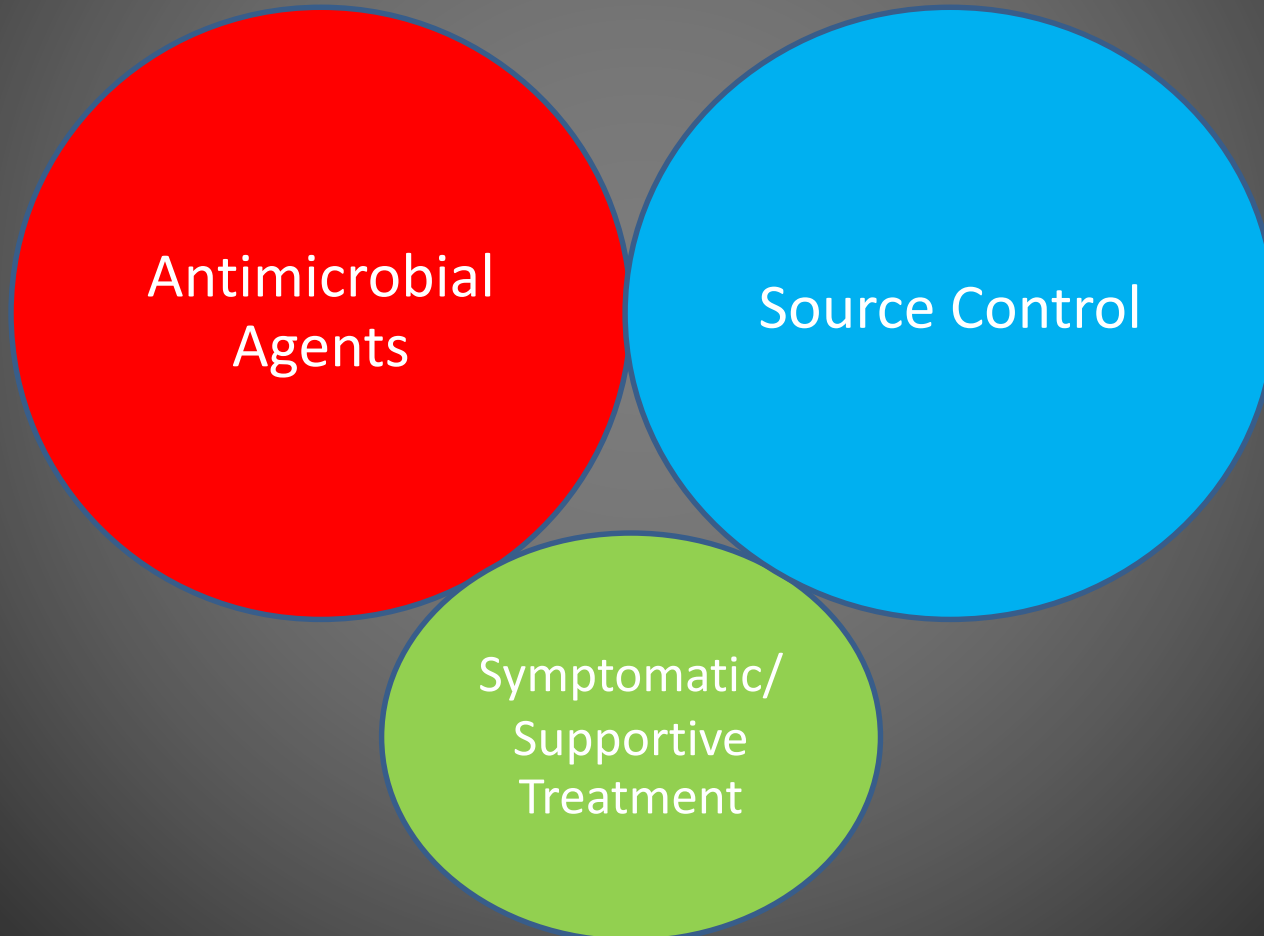 Antimicrobial
Agents
Source Control
Symptomatic/
Supportive
Treatment